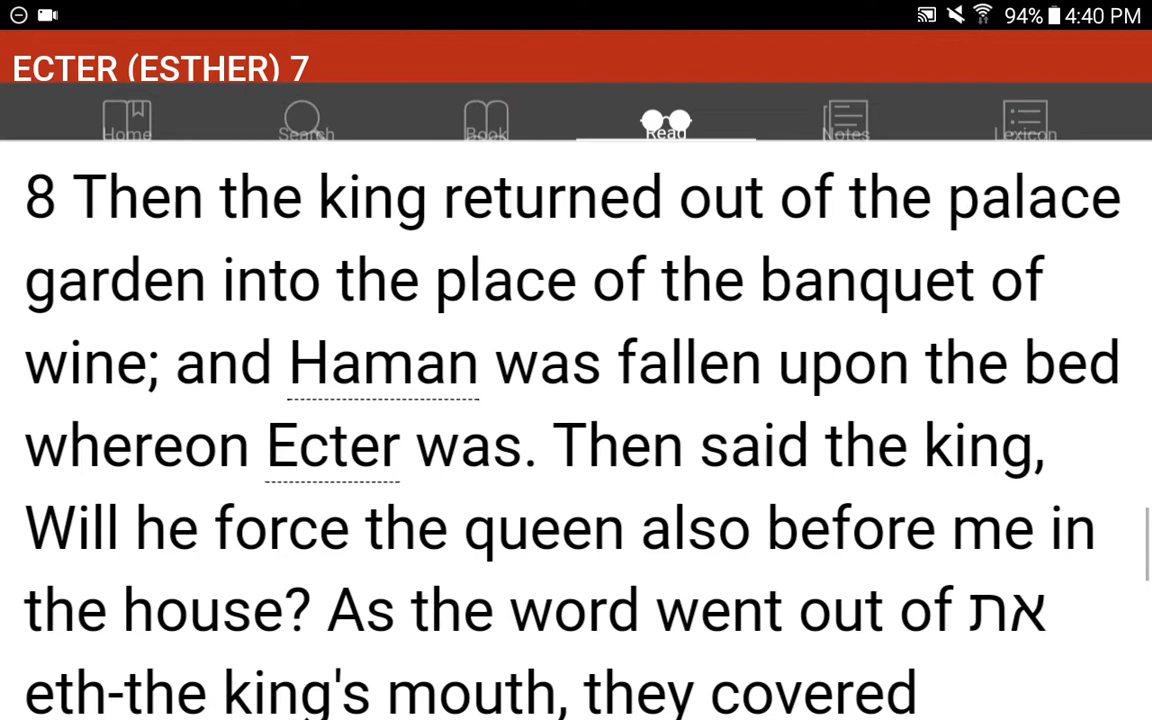 94% 4:40 PM
ECTER (ESTHER) 7
Home Search Book Read Notes Lexicon
8 Then the king returned out of the palace
garden into the place of the banquet of
wine; and Haman was fallen upon the bed
whereon Ecter was. Then said the king,
Will he force the queen also before me in
the house? As the word went out of את
eth-the king's mouth, they covered